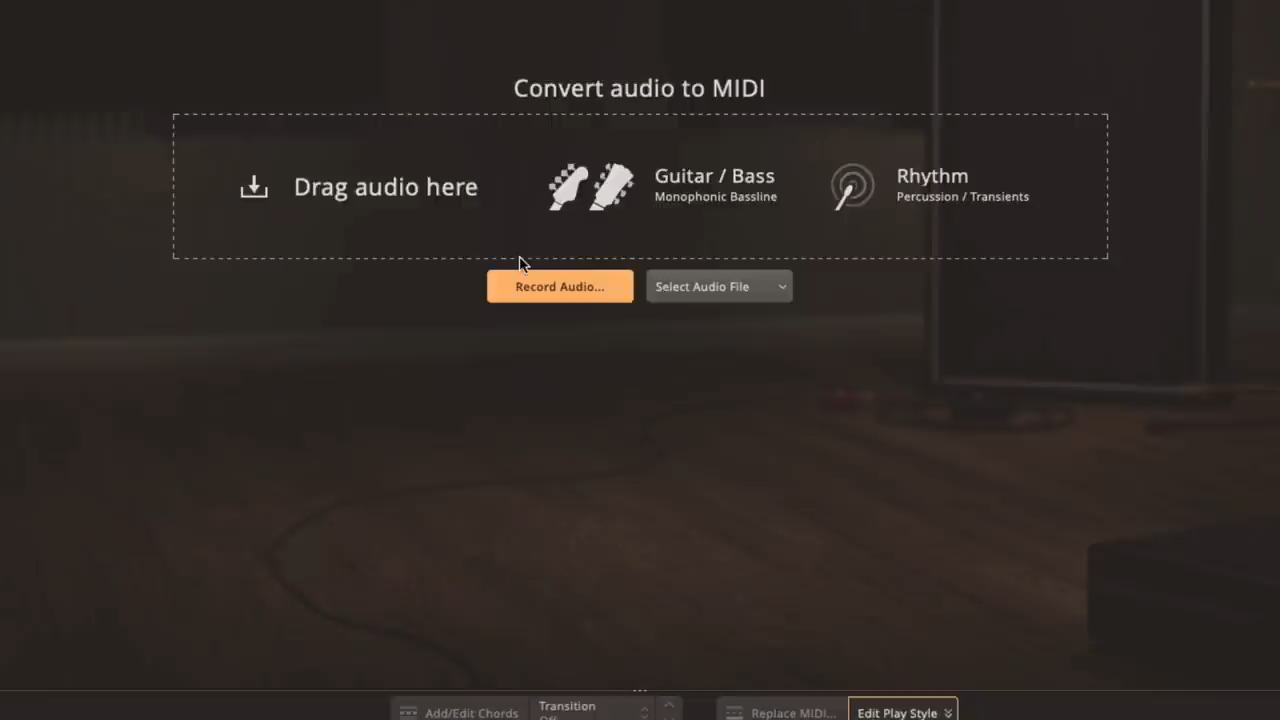 Convert audio to MIDI
Drag audio here
Guitar / Bass
Monophonic Bassline
Rhythm
Percussion / Transients
Record Audio...
Select Audio File
Add/Edit Chords
Transition
Off
Replace MIDI...
Edit Play Style